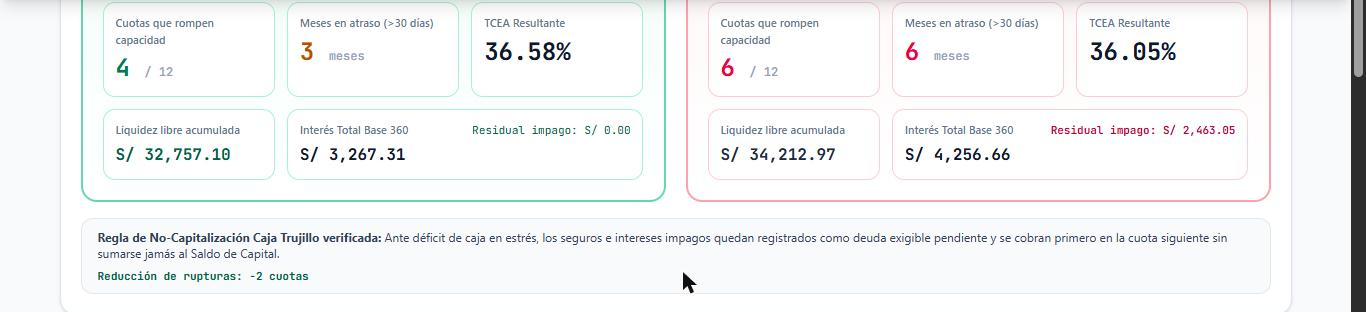 Cuotas que rompen
capacidad
4 / 12
Meses en atraso (>30 días)
3 meses
TCEA Resultante
36.58%
Liquidez libre acumulada
S/ 32,757.10
Interés Total Base 360
Residual impago: S/ 0.00
S/ 3,267.31
Cuotas que rompen
capacidad
6 / 12
Meses en atraso (>30 días)
6 meses
TCEA Resultante
36.05%
Liquidez libre acumulada
S/ 34,212.97
Interés Total Base 360
Residual impago: S/ 2,463.05
S/ 4,256.66
Regla de No-Capitalización Caja Trujillo verificada: Ante déficit de caja en estrés, los seguros e intereses impagos quedan registrados como deuda exigible pendiente y se cobran primero en la cuota siguiente sin
sumarse jamás al Saldo de Capital.
Reducción de rupturas: -2 cuotas